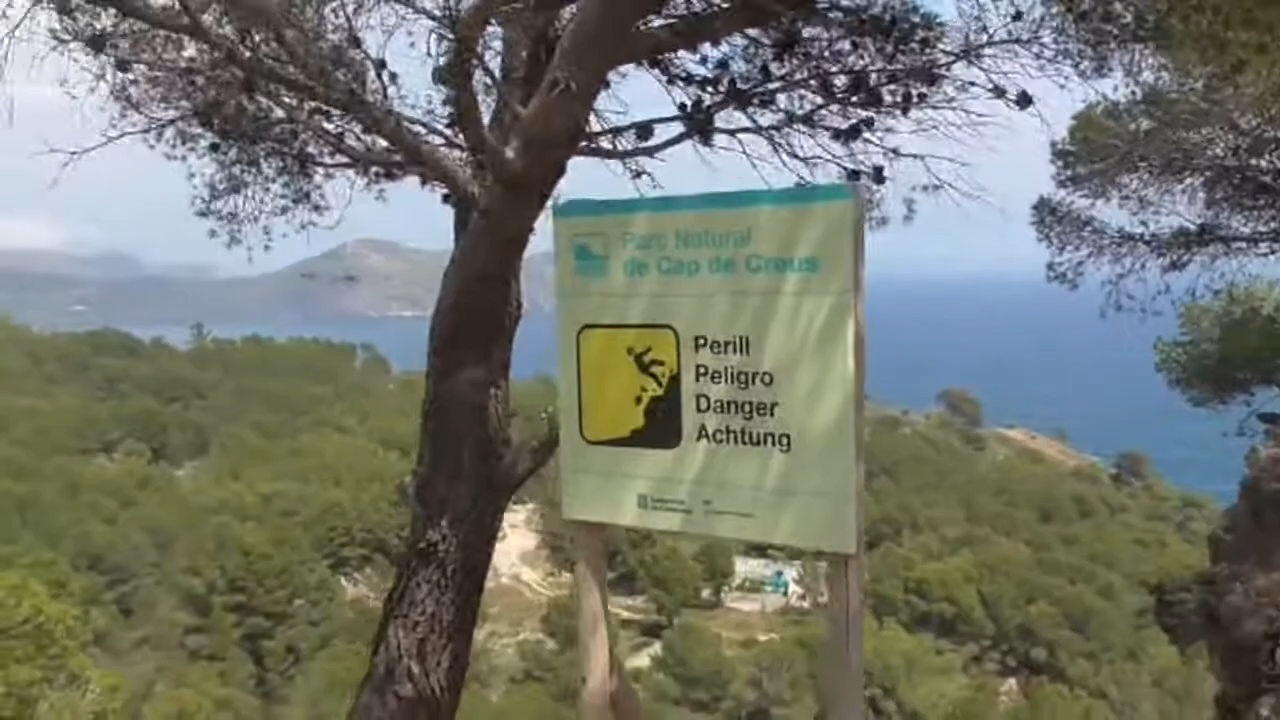 Parc Natural
de Cap de Creus
Perill
Peligro
Danger
Achtung